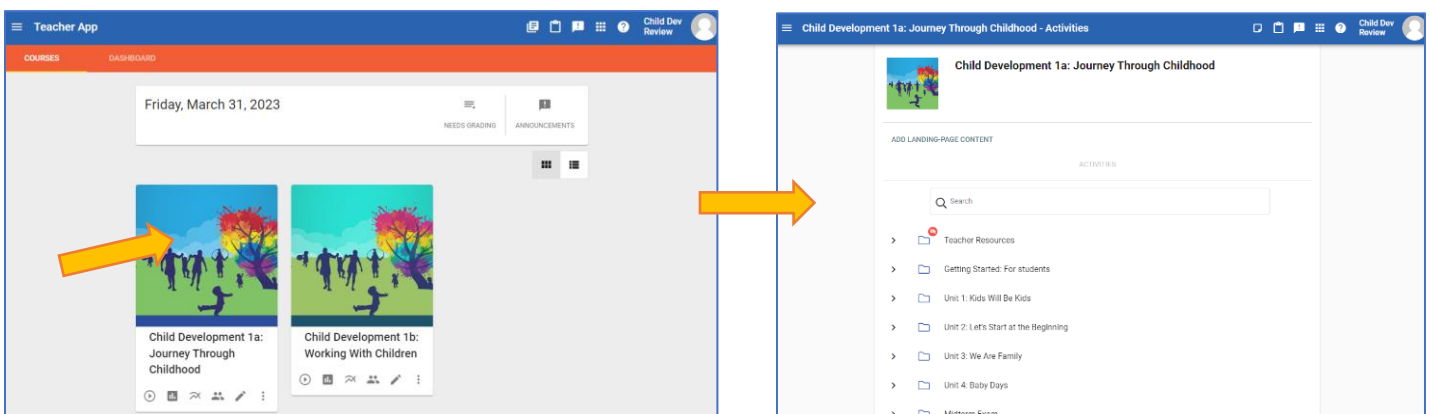 Teacher App
Child Dev
Review
COURSES
DASHBOARD
Friday, March 31, 2023
NEEDS GRADING
ANNOUNCEMENTS
Child Development 1a:
Journey Through
Childhood
Child Development 1b:
Working With Children
Child Development 1a: Journey Through Childhood - Activities
Child Dev
Review
Child Development 1a: Journey Through Childhood
ADD LANDING-PAGE CONTENT
ACTIVITIES
Search
Teacher Resources
Getting Started: For students
Unit 1: Kids Will Be Kids
Unit 2: Let's Start at the Beginning
Unit 3: We Are Family
Unit 4: Baby Days
Midterm Exam